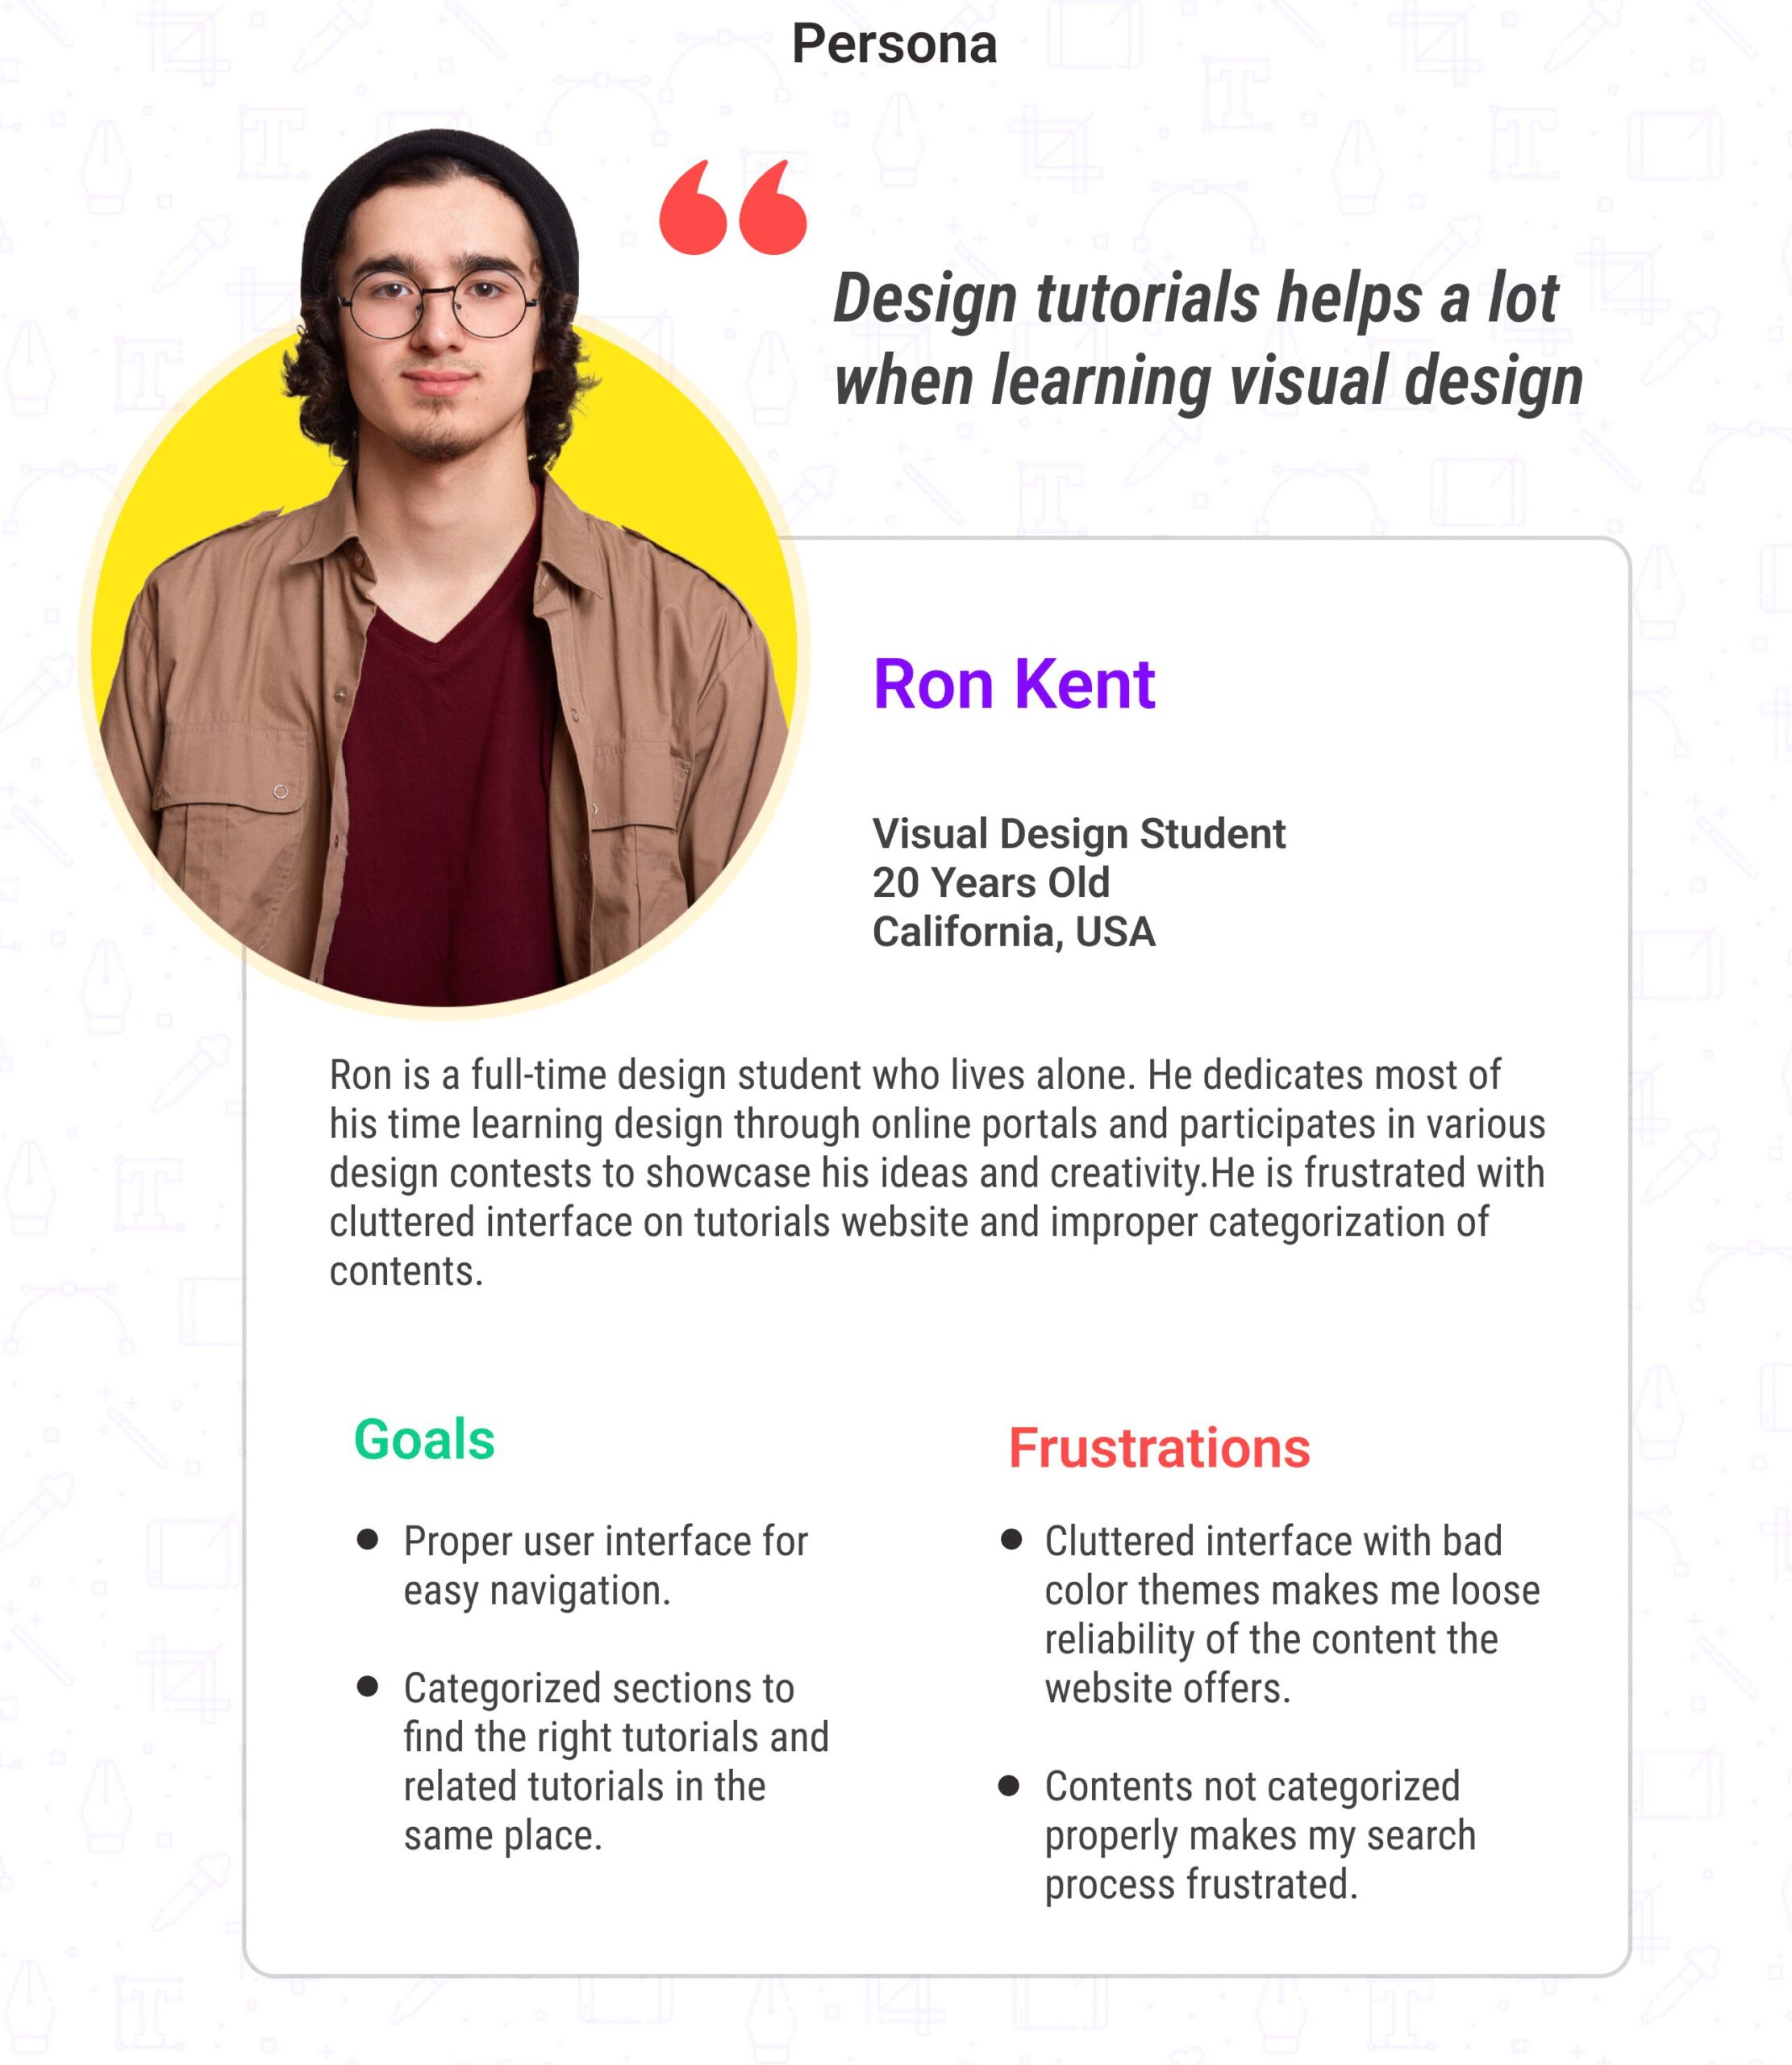 Persona
Design tutorials helps a lot
when learning visual design
Ron Kent
Visual Design Student
20 Years Old
California, USA
Ron is a full-time design student who lives alone. He dedicates most of
his time learning design through online portals and participates in various
design contests to showcase his ideas and creativity.He is frustrated with
cluttered interface on tutorials website and improper categorization of
contents.
Goals
Proper user interface for
easy navigation.
Categorized sections to
find the right tutorials and
related tutorials in the
same place.
Frustrations
Cluttered interface with bad
color themes makes me loose
reliability of the content the
website offers.
Contents not categorized
properly makes my search
process frustrated.